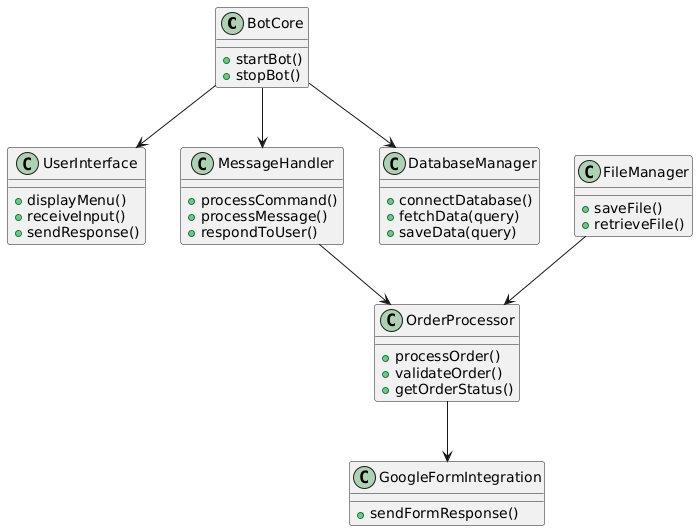 C BotCore
startBot()
stopBot()
C UserInterface
displayMenu()
receiveInput()
sendResponse()
C MessageHandler
processCommand()
processMessage()
respondToUser()
C DatabaseManager
connectDatabase()
fetchData(query)
saveData(query)
C FileManager
saveFile()
retrieveFile()
C OrderProcessor
processOrder()
validateOrder()
getOrderStatus()
C GoogleFormIntegration
sendFormResponse()